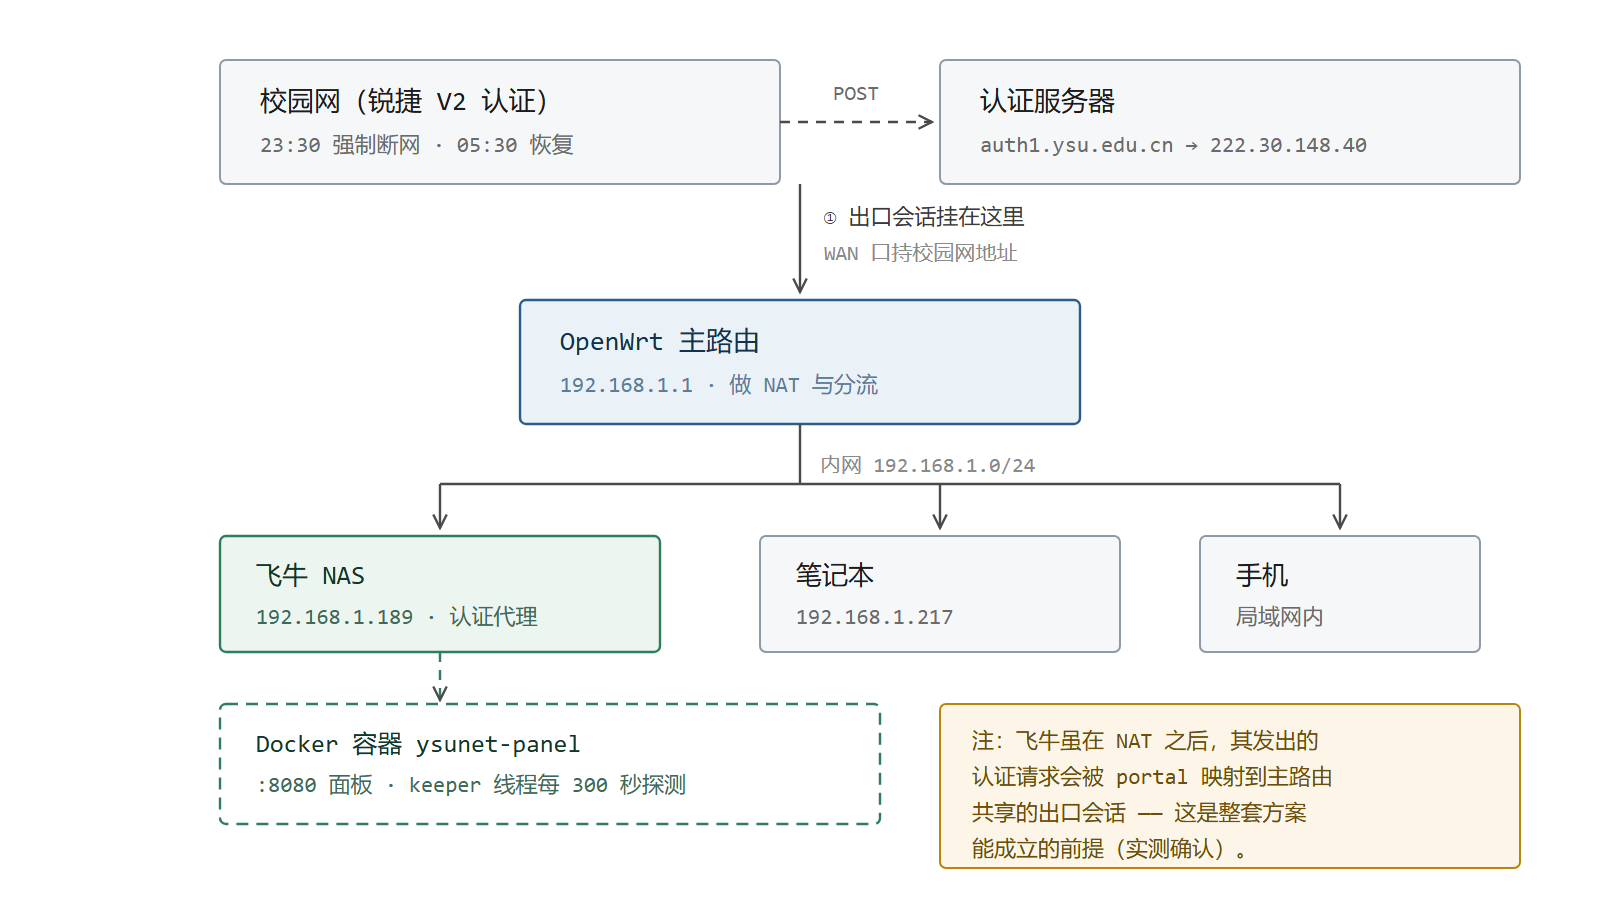 校园网（锐捷 V2 认证）
23:30 强制断网 · 05:30 恢复
POST
认证服务器
auth1.ysu.edu.cn → 222.30.148.40
① 出口会话挂在这里
WAN 口持校园网地址
OpenWrt 主路由
192.168.1.1 · 做 NAT 与分流
内网 192.168.1.0/24
飞牛 NAS
192.168.1.189 · 认证代理
笔记本
192.168.1.217
手机
局域网内
Docker 容器 ysunet-panel
:8080 面板 · keeper 线程每 300 秒探测
注：飞牛虽在 NAT 之后，其发出的
认证请求会被 portal 映射到主路由
共享的出口会话 —— 这是整套方案
能成立的前提（实测确认）。